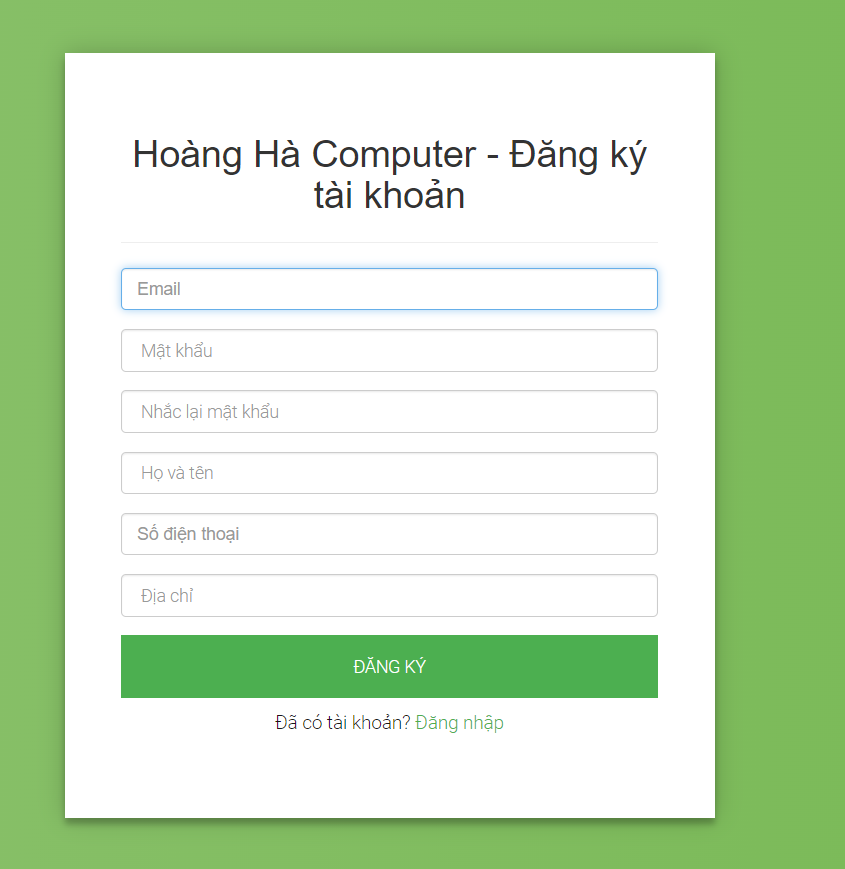 Hoàng Hà Computer - Đăng ký
tài khoản
Email
Mật khẩu
Nhắc lại mật khẩu
Họ và tên
Số điện thoại
Địa chỉ
ĐĂNG KÝ
Đã có tài khoản? Đăng nhập